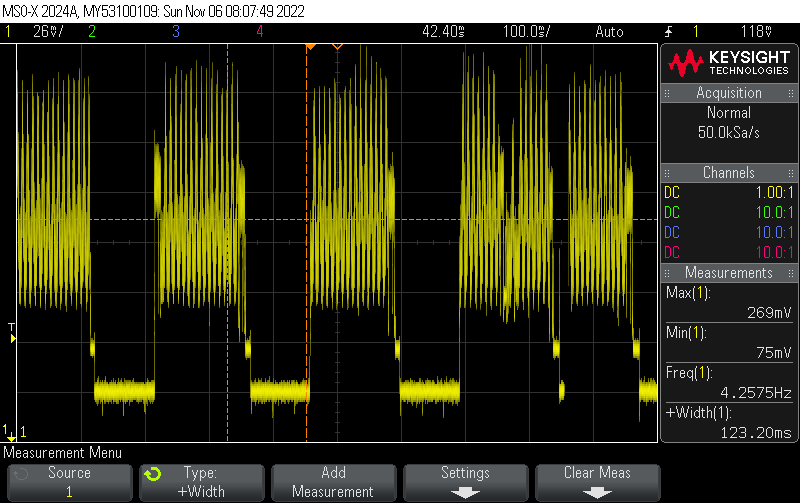 MSO-X 2024A, MY53100109: Sun Nov 06 08:07:49 2022
1 26mV/ 2 3 4 42.40s 100.0s/ Auto 1 118mV
KEYSIGHT
TECHNOLOGIES
Acquisition
Normal
50.0kSa/s
Channels
DC 1.00:1
DC 10.0:1
DC 10.0:1
DC 10.0:1
Measurements
Max(1):
269mV
Min(1):
75mV
Freq(1):
4.2575Hz
+Width(1):
123.20ms
T
1
1
Measurement Menu
Source
1
Type:
+Width
Add
Measurement
Settings
Clear Meas